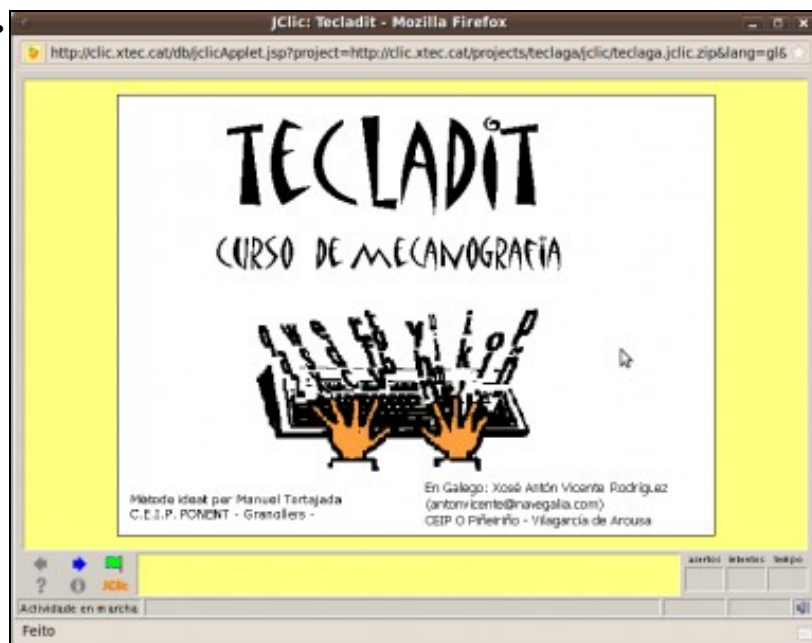 JClic: Tecladit - Mozilla Firefox
http://clic.xtec.cat/db/jclicApplet.jsp?project=http://clic.xtec.cat/projects/teclaga/jclic/teclaga.jclic.zip&lang=gl&
TECLADIT
CURSO DE MECANOGRAFÍA
Mètode ideat per Manuel Tortajada
C.E.I.P. PONENT - Granollers -
En Galego: Xosé Antón Vicente Rodríguez
(antonvicente@navegalia.com)
CEIP O Piñeiriño - Vilagarcía de Arousa
acertos intentos tempo
JClic
Actividade en marcha
Feito